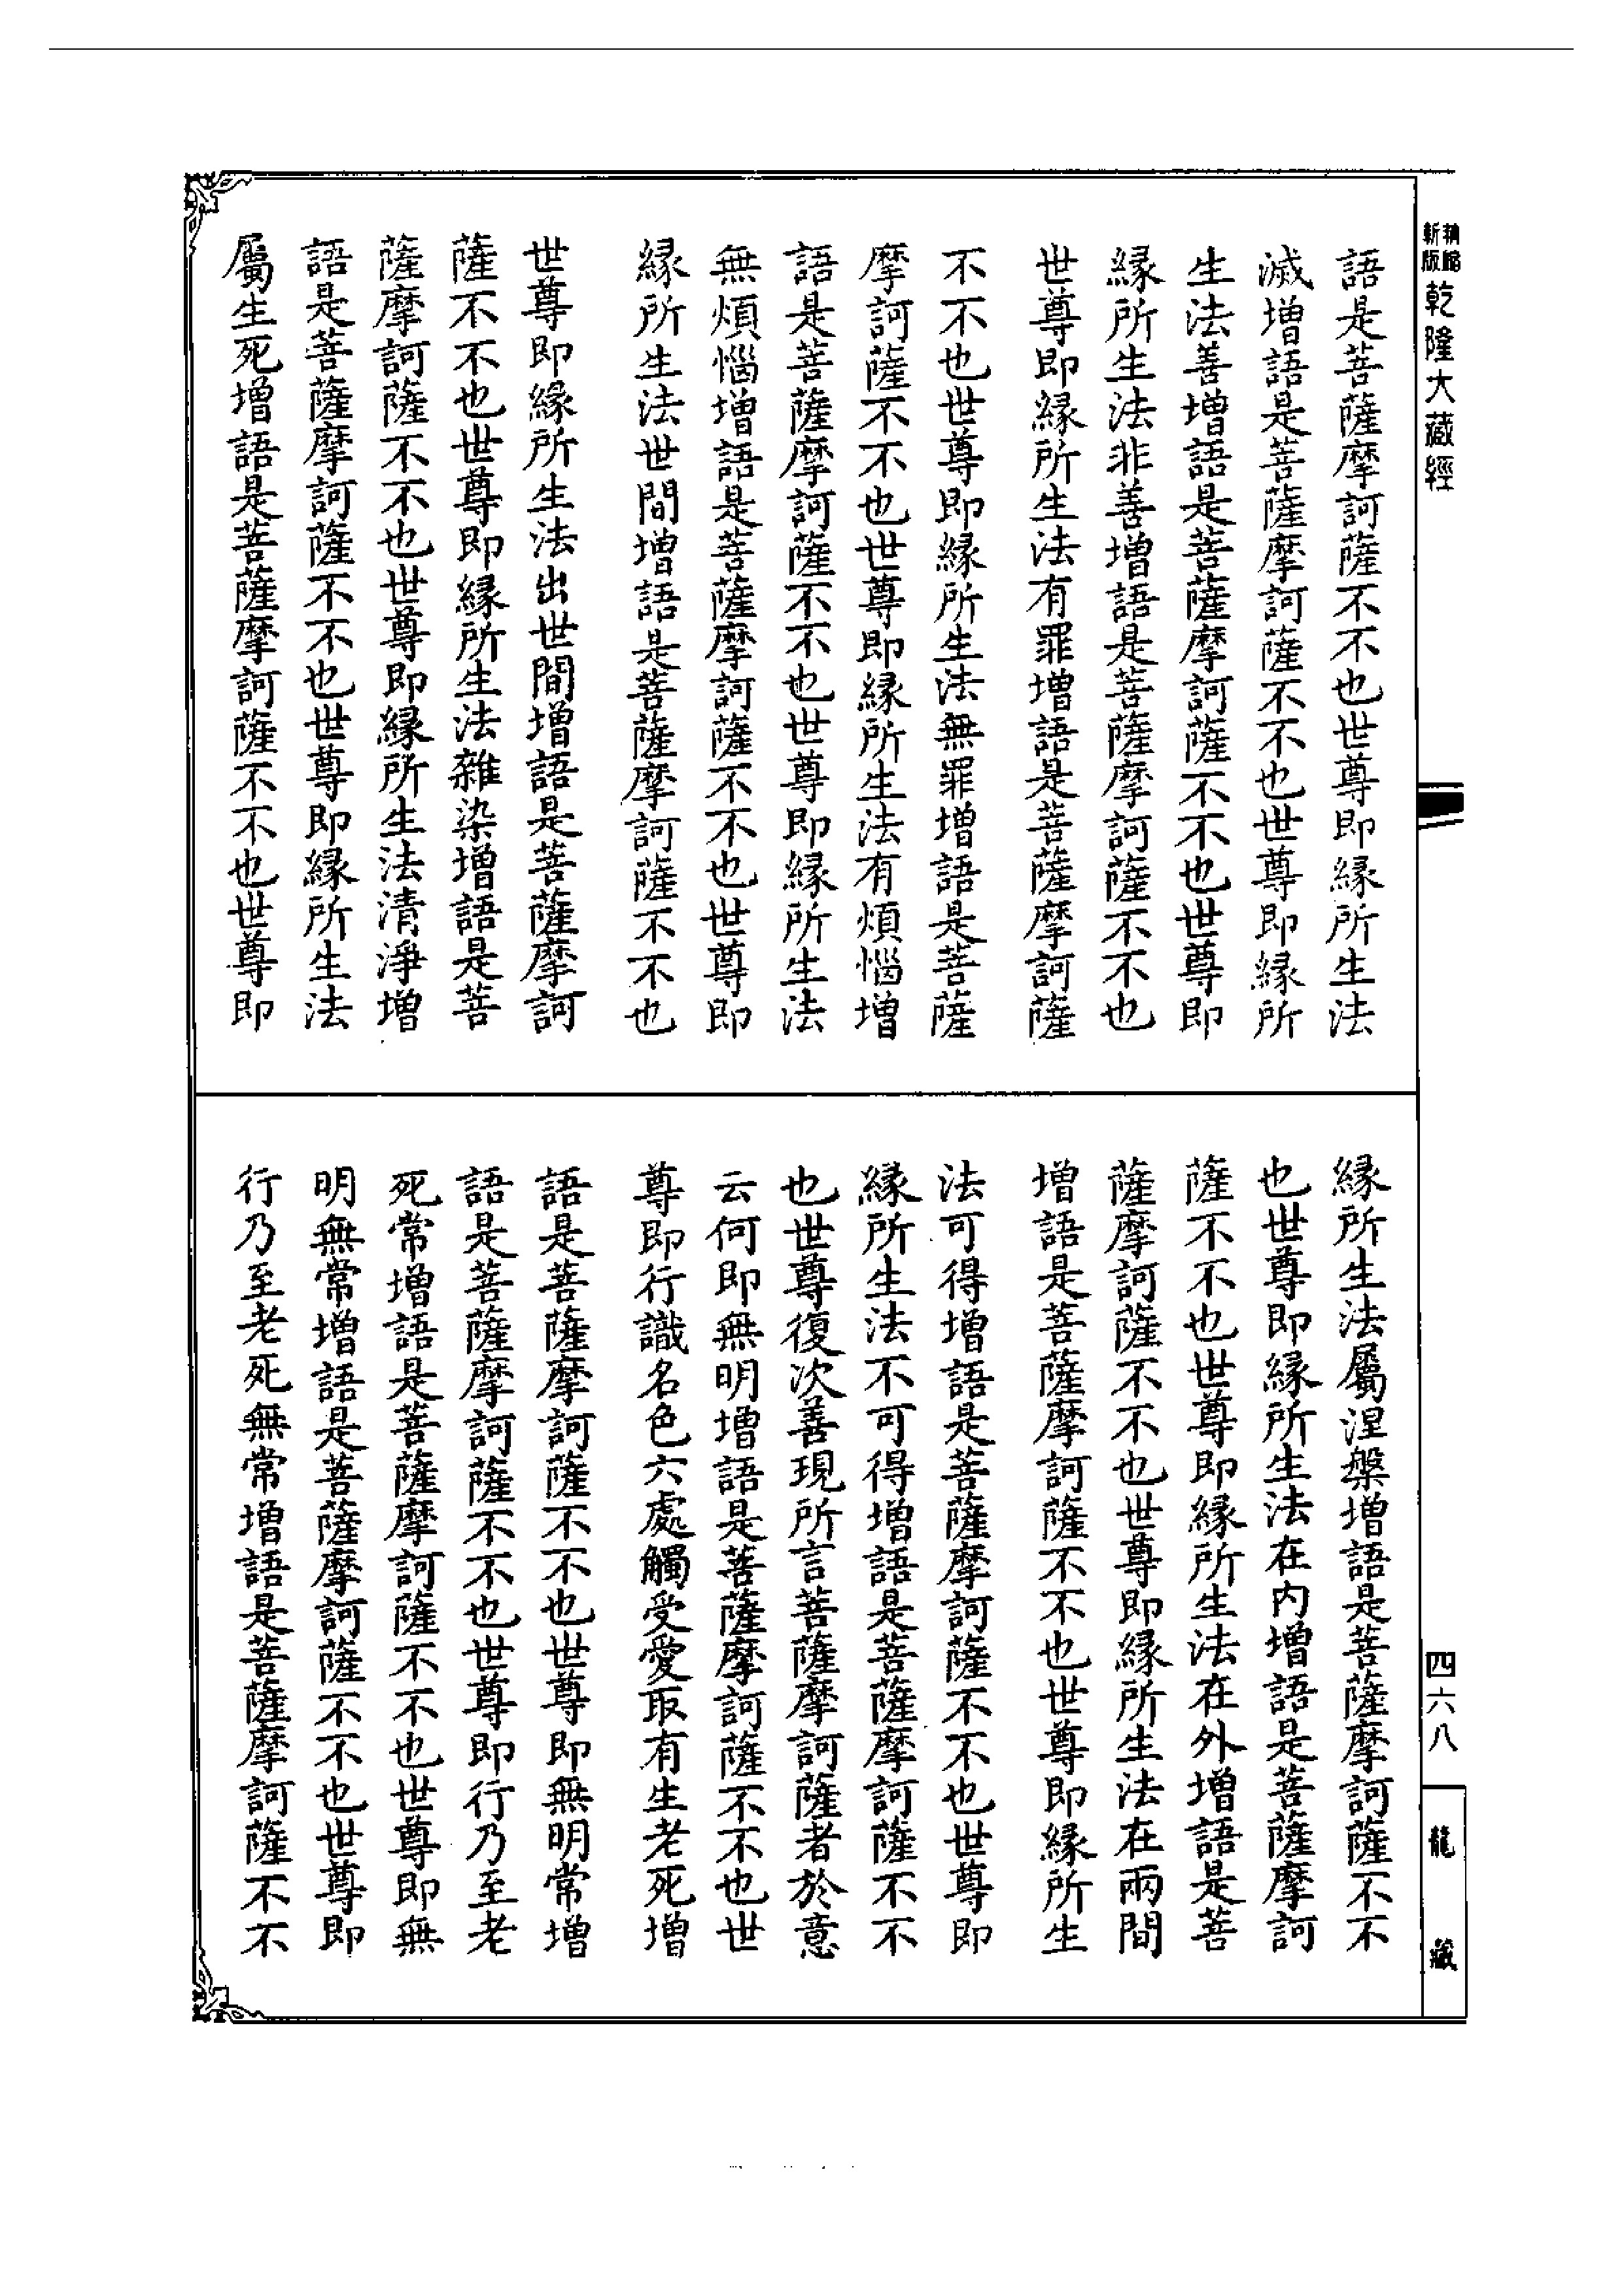 新版
精縮
乾隆大藏經
語是菩薩摩訶薩不不也世尊即緣所生法
滅增語是菩薩摩訶薩不不也世尊即緣所
生法善增語是菩薩摩訶薩不不也世尊即
緣所生法非善增語是菩薩摩訶薩不不也
世尊即緣所生法有罪增語是菩薩摩訶薩
不不也世尊即緣所生法無罪增語是菩薩
摩訶薩不不也世尊即緣所生法有煩惱增
語是菩薩摩訶薩不不也世尊即緣所生法
無煩惱增語是菩薩摩訶薩不不也世尊即
緣所生法世間增語是菩薩摩訶薩不不也
世尊即緣所生法出世間增語是菩薩摩訶
薩不不也世尊即緣所生法雜染增語是菩
薩摩訶薩不不也世尊即緣所生法清淨增
語是菩薩摩訶薩不不也世尊即緣所生法
屬生死增語是菩薩摩訶薩不不也世尊即
緣所生法屬涅槃增語是菩薩摩訶薩不不
也世尊即緣所生法在內增語是菩薩摩訶
薩不不也世尊即緣所生法在外增語是菩
薩摩訶薩不不也世尊即緣所生法在兩間
增語是菩薩摩訶薩不不也世尊即緣所生
法可得增語是菩薩摩訶薩不不也世尊即
緣所生法不可得增語是菩薩摩訶薩不不
也世尊復次善現所言菩薩摩訶薩者於意
云何即無明增語是菩薩摩訶薩不不也世
尊即行識名色六處觸受愛取有生老死增
語是菩薩摩訶薩不不也世尊即無明常增
語是菩薩摩訶薩不不也世尊即行乃至老
死常增語是菩薩摩訶薩不不也世尊即無
明無常增語是菩薩摩訶薩不不也世尊即
行乃至老死無常增語是菩薩摩訶薩不不
四六八
龍藏